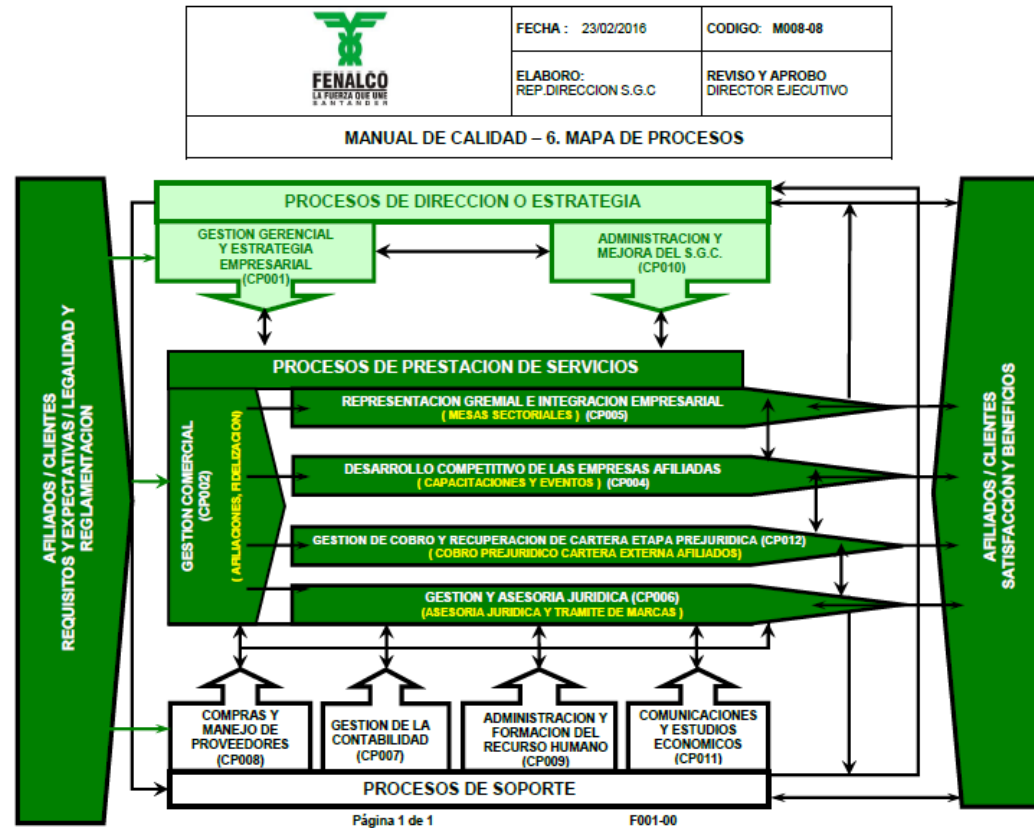 FENALCO
LA FUERZA QUE UNE
SANTANDER
FECHA : 23/02/2016
CODIGO: M008-08
ELABORO:
REP.DIRECCION S.G.C
REVISO Y APROBO
DIRECTOR EJECUTIVO
MANUAL DE CALIDAD – 6. MAPA DE PROCESOS
AFILIADOS / CLIENTES
REQUISITOS Y EXPECTATIVAS / LEGALIDAD Y
REGLAMENTACION
PROCESOS DE DIRECCION O ESTRATEGIA
GESTION GERENCIAL
Y ESTRATEGIA
EMPRESARIAL
(CP001)
ADMINISTRACION Y
MEJORA DEL S.G.C.
(CP010)
PROCESOS DE PRESTACION DE SERVICIOS
GESTION COMERCIAL
(CP002)
( AFILIACIONES, FIDELIZACION)
REPRESENTACION GREMIAL E INTEGRACION EMPRESARIAL
( MESAS SECTORIALES ) (CP005)
DESARROLLO COMPETITIVO DE LAS EMPRESAS AFILIADAS
( CAPACITACIONES Y EVENTOS ) (CP004)
GESTION DE COBRO Y RECUPERACION DE CARTERA ETAPA PREJURIDICA (CP012)
( COBRO PREJURIDICO CARTERA EXTERNA AFILIADOS)
GESTION Y ASESORIA JURIDICA (CP006)
(ASESORIA JURIDICA Y TRAMITE DE MARCAS )
COMPRAS Y
MANEJO DE
PROVEEDORES
(CP008)
GESTION DE LA
CONTABILIDAD
(CP007)
ADMINISTRACION Y
FORMACION DEL
RECURSO HUMANO
(CP009)
COMUNICACIONES
Y ESTUDIOS
ECONOMICOS
(CP011)
PROCESOS DE SOPORTE
AFILIADOS / CLIENTES
SATISFACCIÓN Y BENEFICIOS
Página 1 de 1
F001-00